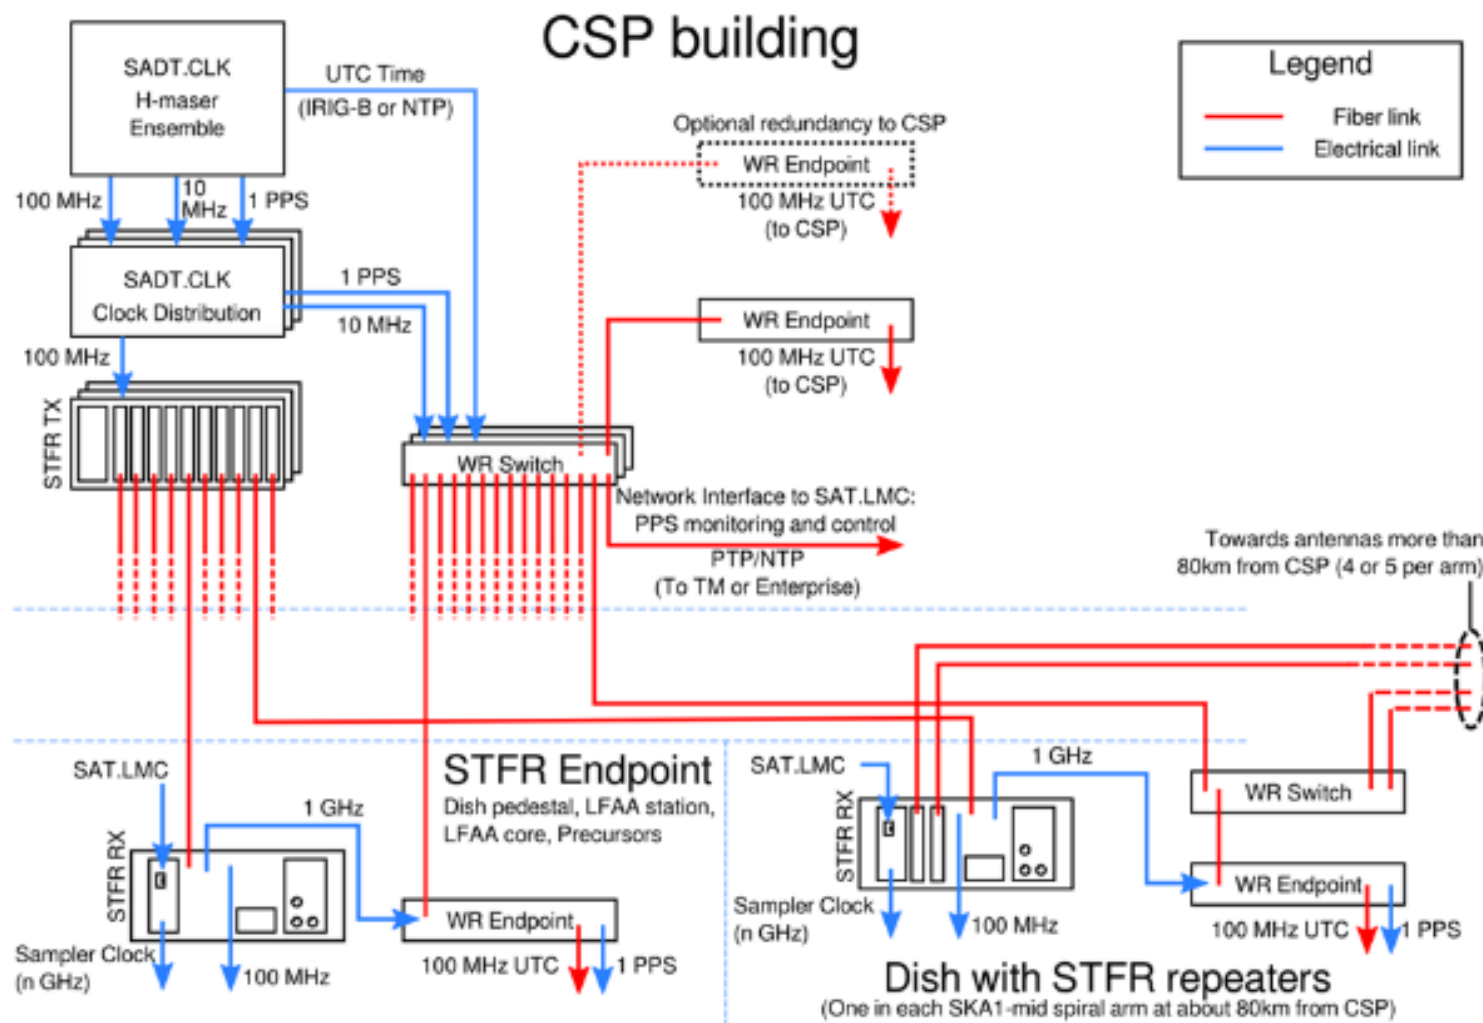 CSP building
SADT.CLK
H-maser
Ensemble
UTC Time
(IRIG-B or NTP)
Legend
Fiber link
Electrical link
Optional redundancy to CSP
WR Endpoint
100 MHz UTC
(to CSP)
100 MHz
10
MHz
1 PPS
SADT.CLK
Clock Distribution
1 PPS
10 MHz
WR Endpoint
100 MHz UTC
(to CSP)
100 MHz
STFR TX
WR Switch
Network Interface to SAT.LMC:
PPS monitoring and control
PTP/NTP
(To TM or Enterprise)
Towards antennas more than
80km from CSP (4 or 5 per arm)
SAT.LMC
STFR Endpoint
Dish pedestal, LFAA station,
LFAA core, Precursors
1 GHz
STFR RX
WR Endpoint
Sampler Clock
(n GHz)
100 MHz
100 MHz UTC
1 PPS
SAT.LMC
1 GHz
STFR RX
WR Switch
WR Endpoint
Sampler Clock
(n GHz)
100 MHz
100 MHz UTC
1 PPS
Dish with STFR repeaters
(One in each SKA1-mid spiral arm at about 80km from CSP)